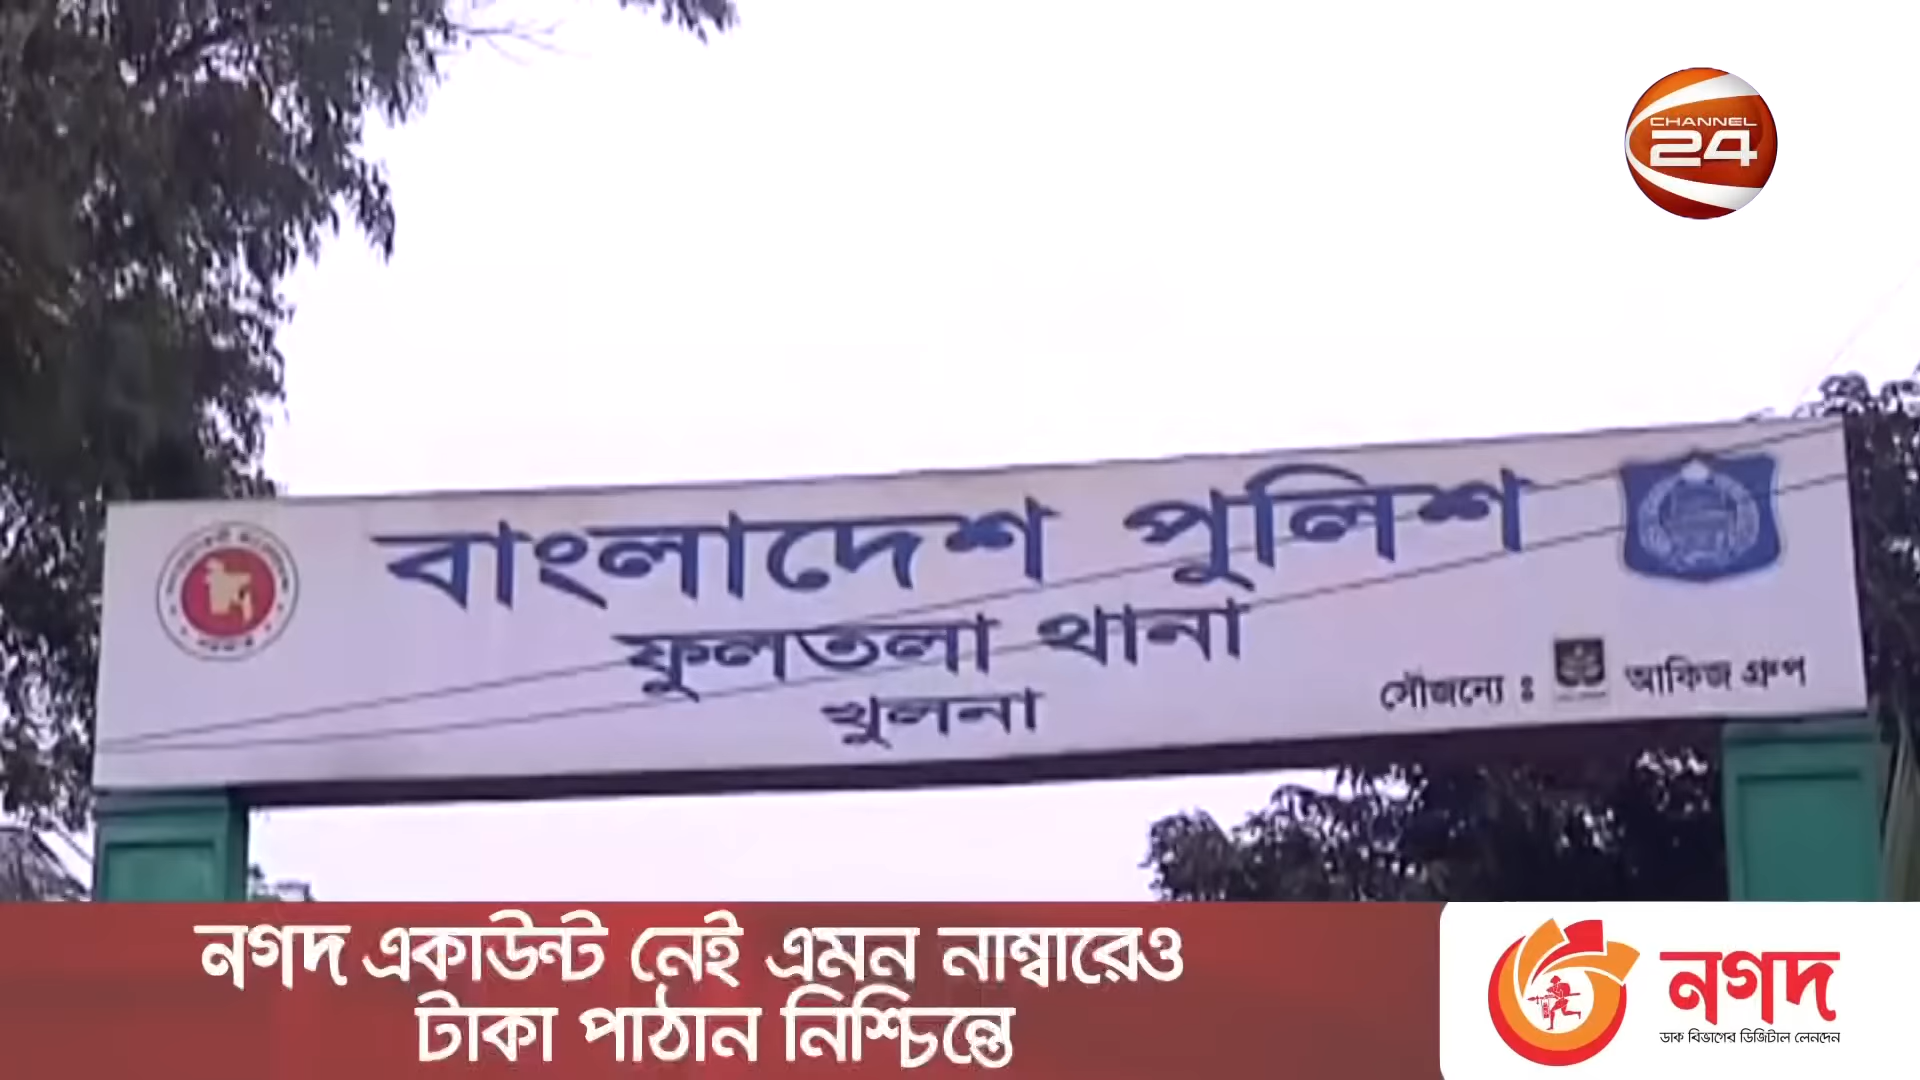 CHANNEL
24
বাংলাদেশ পুলিশ
ফুলতলা থানা
খুলনা
সৌজন্যে ঃ আকিজ গ্রুপ
নগদ একাউন্ট নেই এমন নাম্বারেও
টাকা পাঠান নিশ্চিন্তে
নগদ
ডাক বিভাগের ডিজিটাল লেনদেন